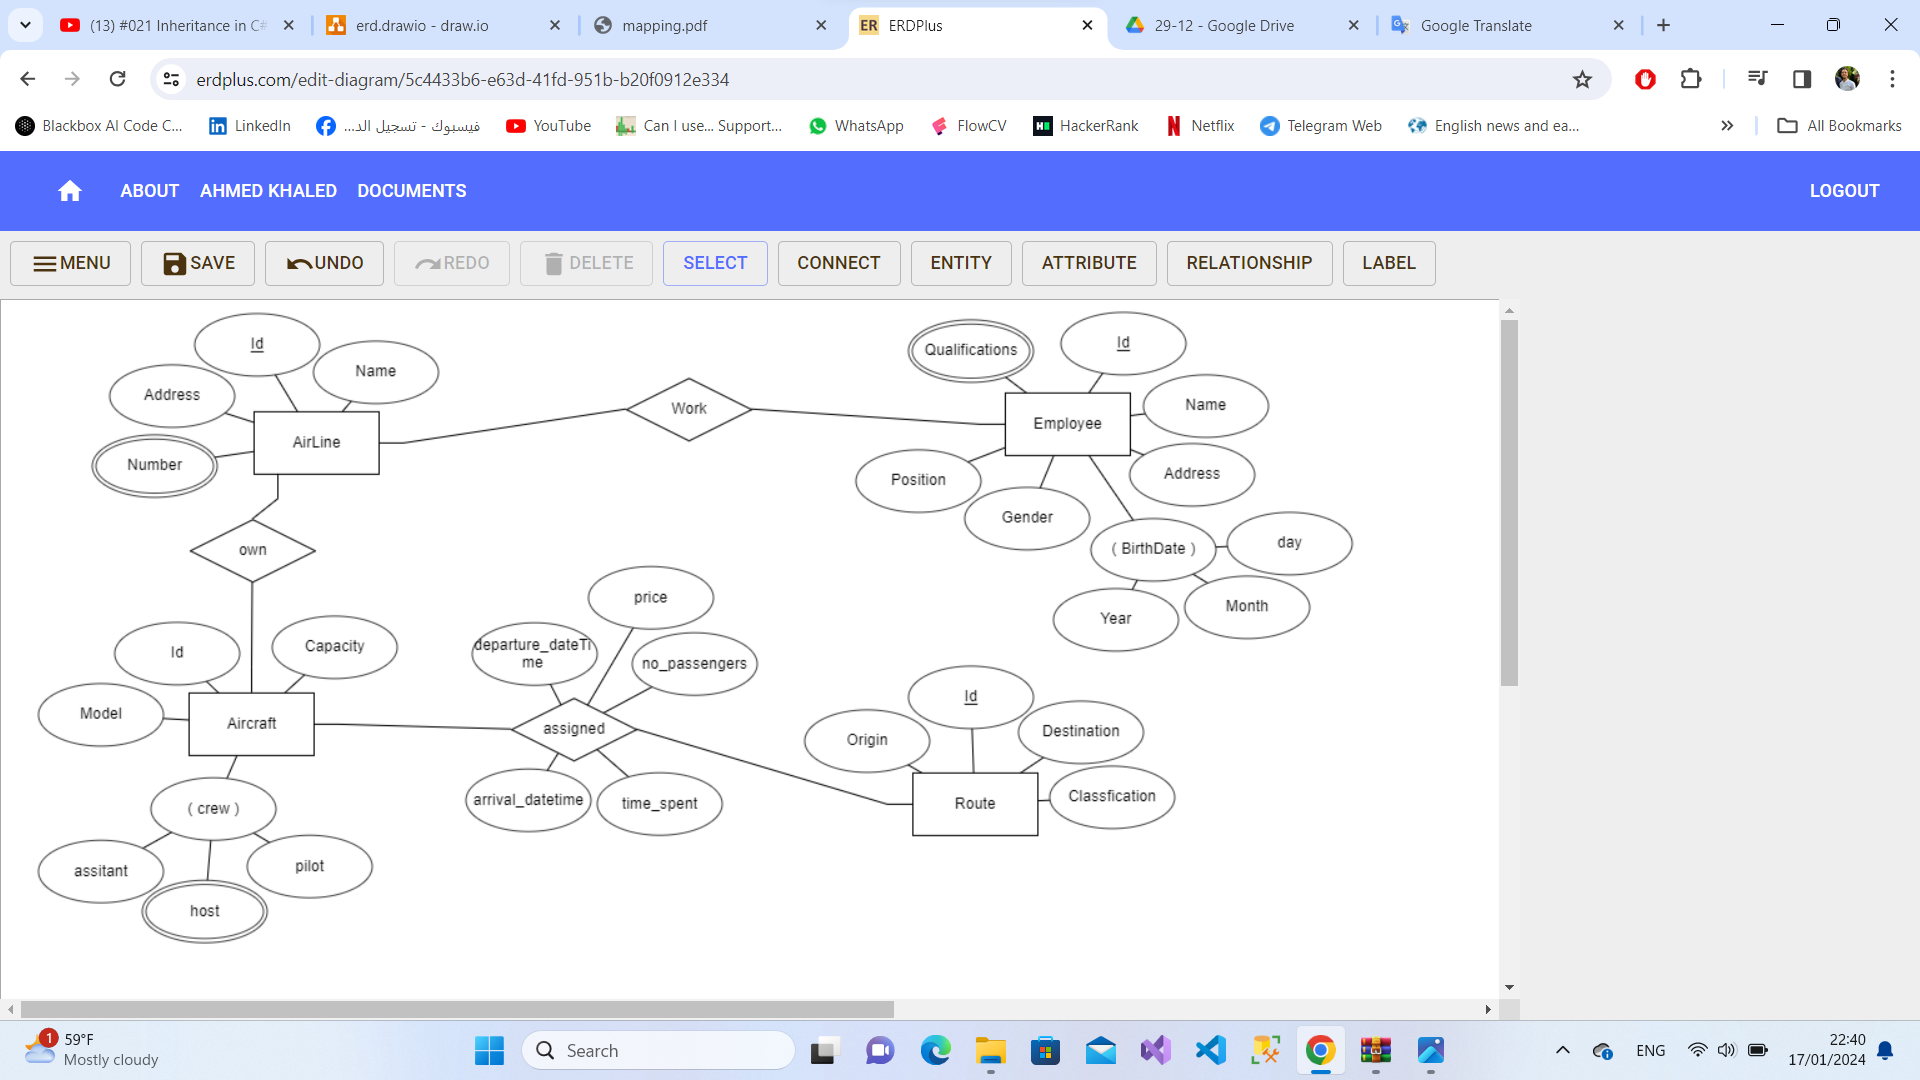 (13) #021 Inheritance in C#
erd.drawio - draw.io
mapping.pdf
ER ERDPlus
29-12 - Google Drive
Google Translate
erdplus.com/edit-diagram/5c4433b6-e63d-41fd-951b-b20f0912e334
Blackbox AI Code C...
LinkedIn
فيسبوك - تسجيل الد...
YouTube
Can I use... Support...
WhatsApp
FlowCV
HackerRank
Netflix
Telegram Web
English news and ea...
All Bookmarks
ABOUT
AHMED KHALED
DOCUMENTS
LOGOUT
MENU
SAVE
UNDO
REDO
DELETE
SELECT
CONNECT
ENTITY
ATTRIBUTE
RELATIONSHIP
LABEL
Id
Name
Address
AirLine
Number
Work
Qualifications
Id
Name
Employee
Address
Position
Gender
( BirthDate )
day
Month
Year
own
price
departure_dateTi
me
no_passengers
Id
Capacity
Model
Aircraft
assigned
arrival_datetime
time_spent
Id
Origin
Destination
Route
Classfication
( crew )
assitant
host
pilot
1
59°F
Mostly cloudy
Search
ENG
22:40
17/01/2024